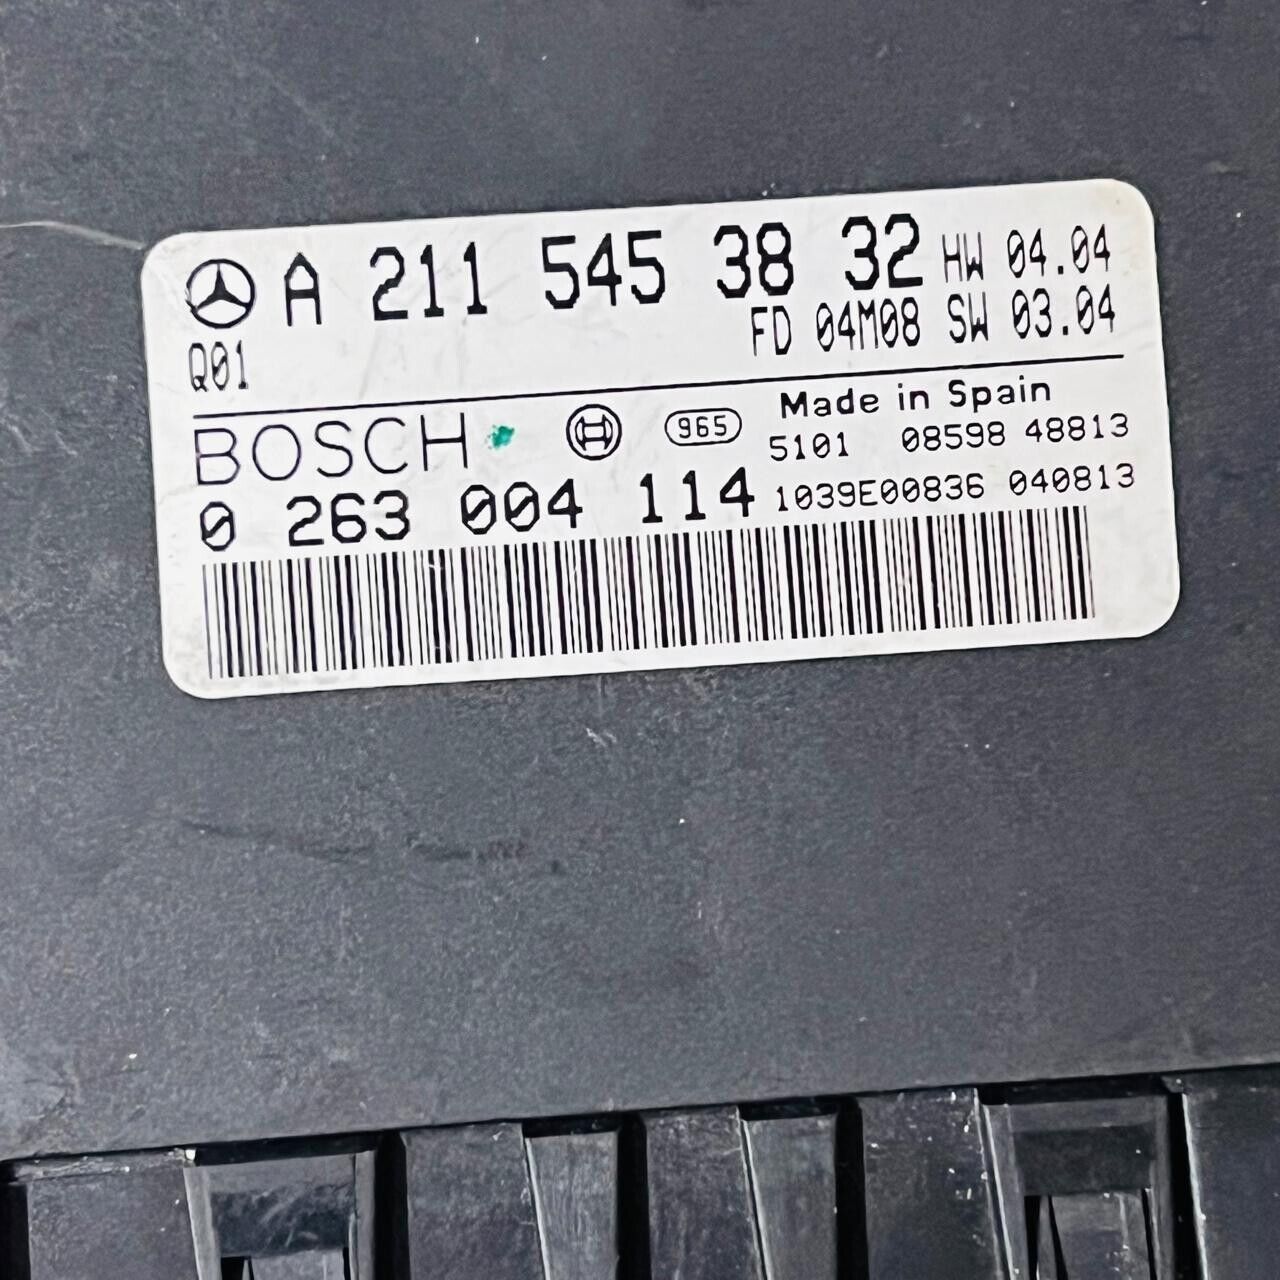 A 211 545 38 32 HW 04.04
Q01 FD 04M08 SW 03.04
BOSCH 965 Made in Spain
5101 08598 48813
0 263 004 114 1039E00836 040813